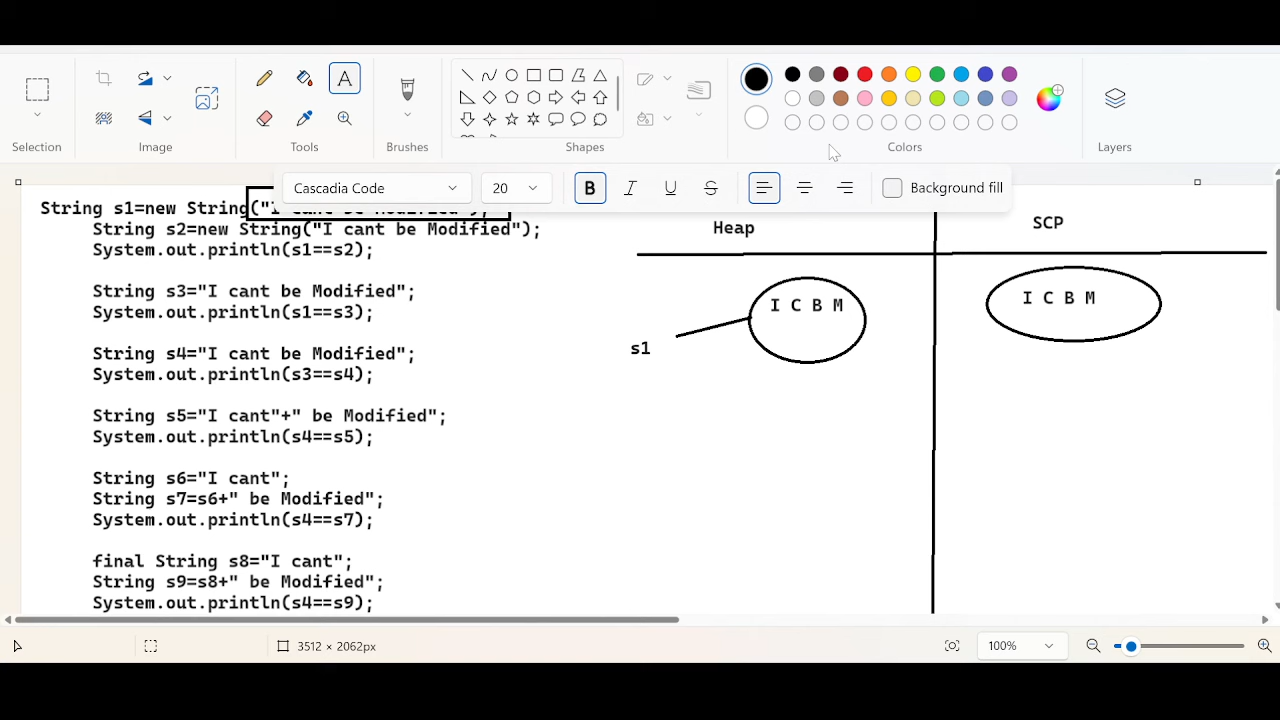 Selection
Image
Tools
Brushes
Shapes
Colors
Layers
Cascadia Code
20
B
I
U
S
Background fill
String s1=new String("I cant be Modified");
String s2=new String("I cant be Modified");
System.out.println(s1==s2);
String s3="I cant be Modified";
System.out.println(s1==s3);
String s4="I cant be Modified";
System.out.println(s3==s4);
String s5="I cant"+" be Modified";
System.out.println(s4==s5);
String s6="I cant";
String s7=s6+" be Modified";
System.out.println(s4==s7);
final String s8="I cant";
String s9=s8+" be Modified";
System.out.println(s4==s9);
Heap
SCP
I C B M
I C B M
s1
3512 × 2062px
100%